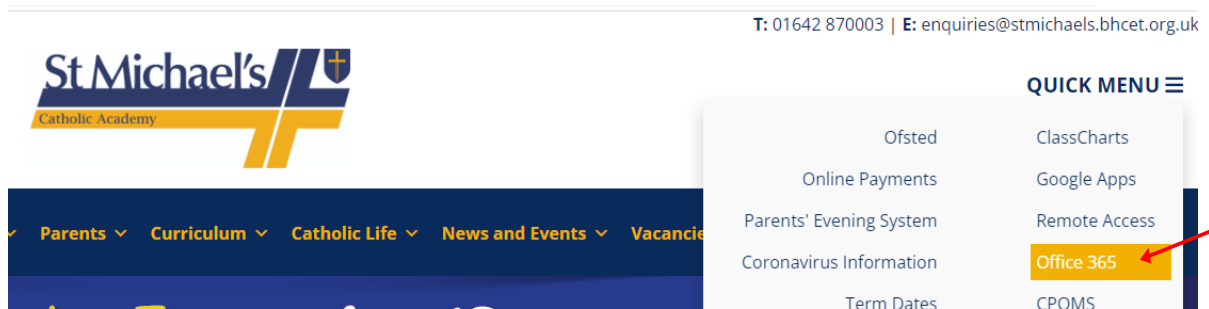 T: 01642 870003 | E: enquiries@stmichaels.bhcet.org.uk
St Michael's
Catholic Academy
QUICK MENU
Ofsted ClassCharts
Online Payments Google Apps
Parents' Evening System Remote Access
Coronavirus Information Office 365
Term Dates CPOMS
Parents Curriculum Catholic Life News and Events Vacancie